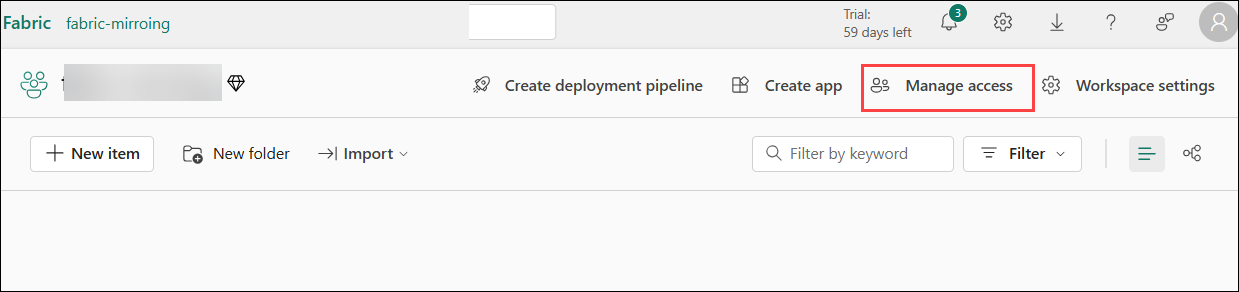 Fabric fabric-mirroing
Trial:
59 days left
3
?
Create deployment pipeline
Create app
Manage access
Workspace settings
New item
New folder
Import
Filter by keyword
Filter